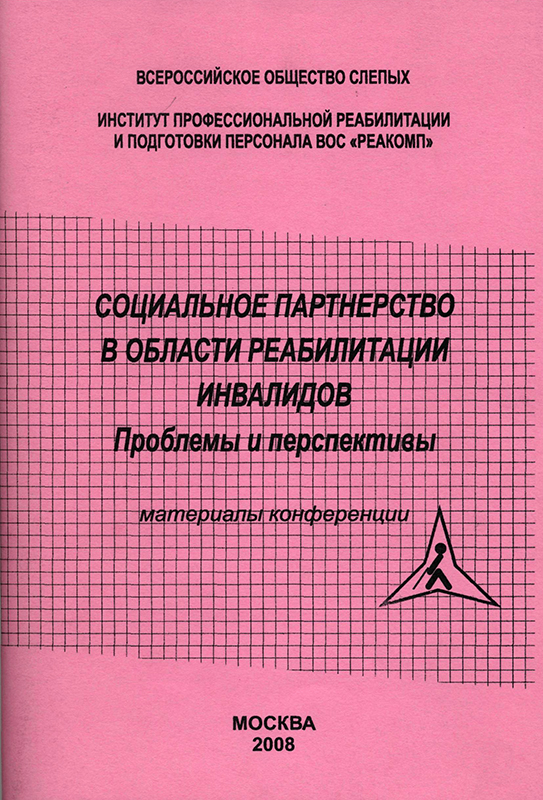 ВСЕРОССИЙСКОЕ ОБЩЕСТВО СЛЕПЫХ
ИНСТИТУТ ПРОФЕССИОНАЛЬНОЙ РЕАБИЛИТАЦИИ
И ПОДГОТОВКИ ПЕРСОНАЛА ВОС «РЕАКОМП»
СОЦИАЛЬНОЕ ПАРТНЕРСТВО
В ОБЛАСТИ РЕАБИЛИТАЦИИ
ИНВАЛИДОВ
Проблемы и перспективы
материалы конференции
МОСКВА
2008